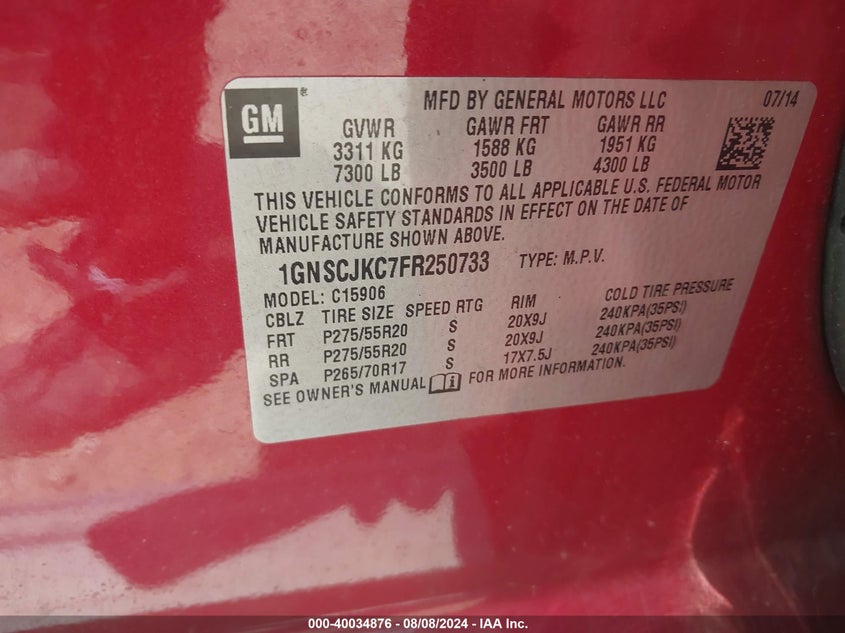 GM
MFD BY GENERAL MOTORS LLC 07/14
GVWR GAWR FRT GAWR RR
3311 KG 1588 KG 1951 KG
7300 LB 3500 LB 4300 LB
THIS VEHICLE CONFORMS TO ALL APPLICABLE U.S. FEDERAL MOTOR
VEHICLE SAFETY STANDARDS IN EFFECT ON THE DATE OF
MANUFACTURE SHOWN ABOVE.
1GNSCJKC7FR250733 TYPE: M.P.V.
MODEL: C15906
CBLZ TIRE SIZE SPEED RTG RIM COLD TIRE PRESSURE
FRT P275/55R20 S 20X9J 240KPA(35PSI)
RR P275/55R20 S 20X9J 240KPA(35PSI)
SPA P265/70R17 S 17X7.5J 240KPA(35PSI)
SEE OWNER'S MANUAL FOR MORE INFORMATION.
000-40034876 - 08/08/2024 - IAA Inc.